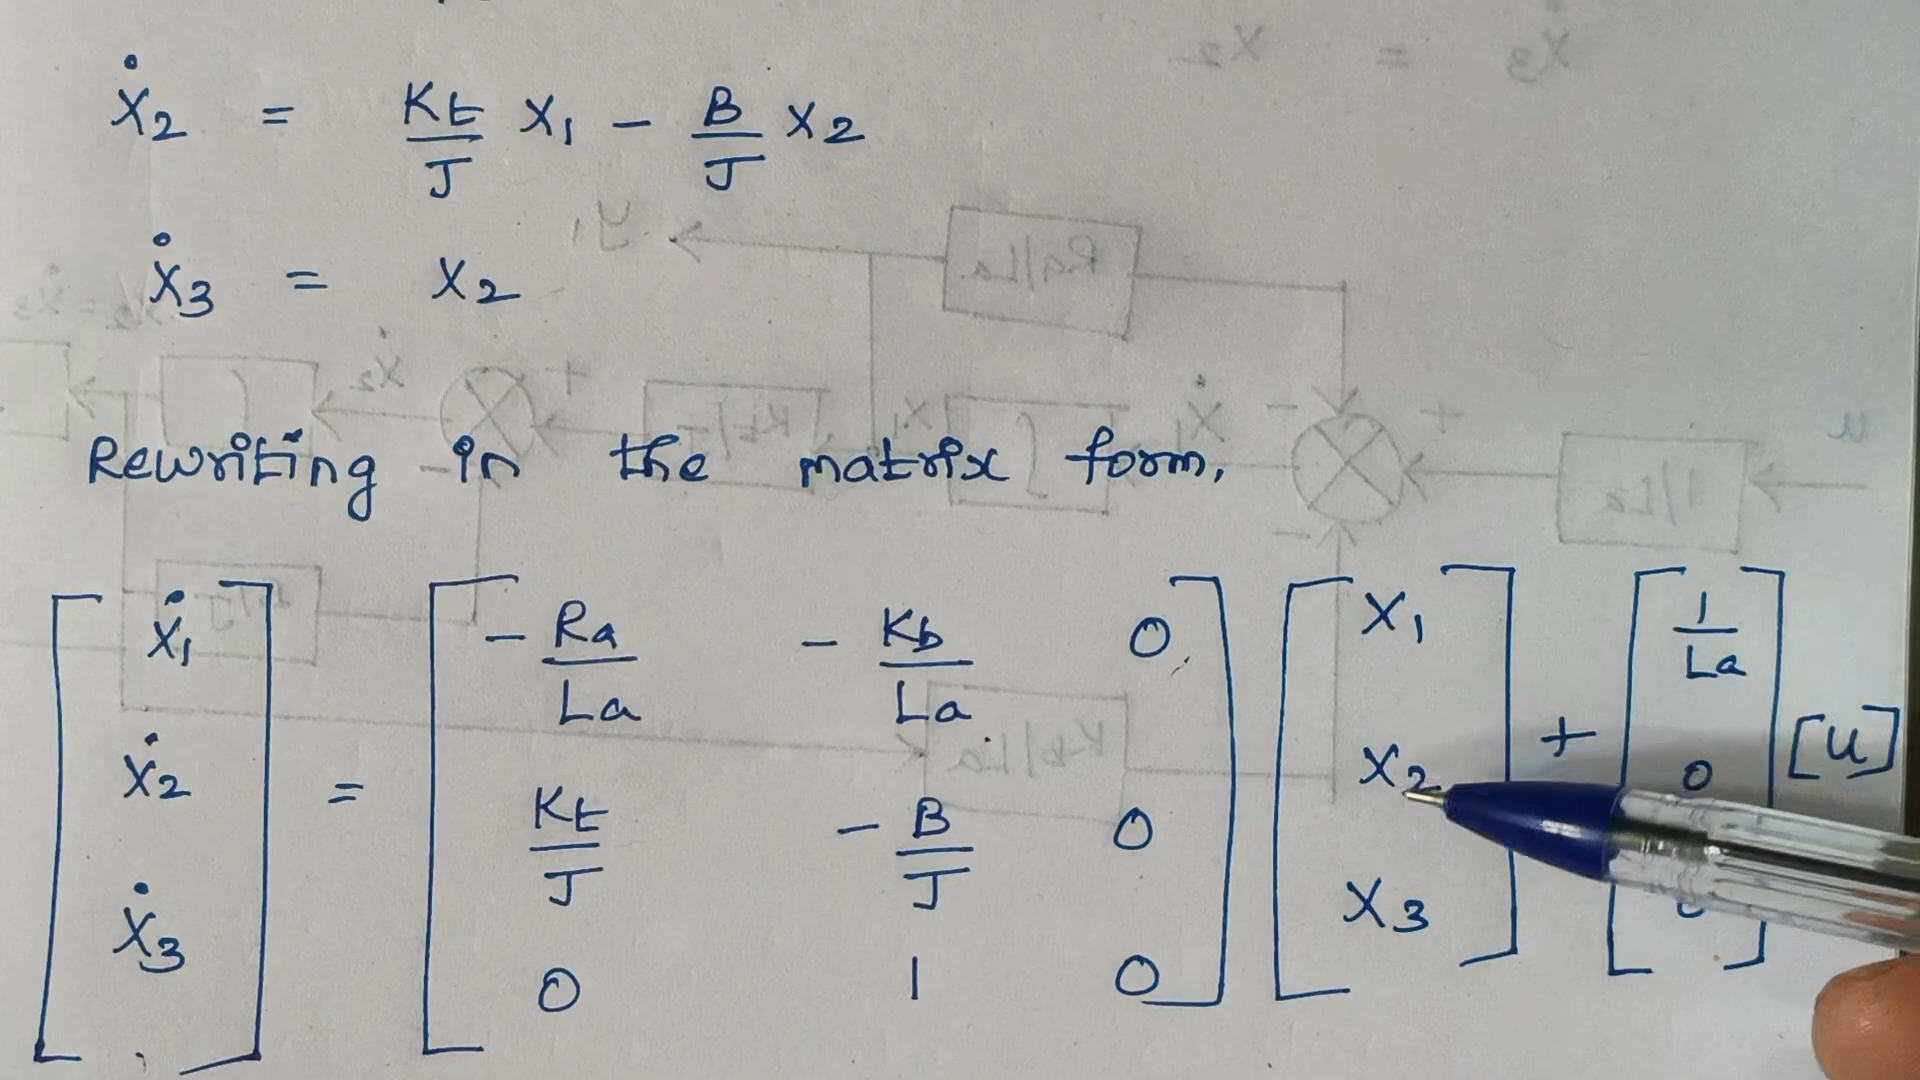 ẋ2 = Kt/J x1 - B/J x2
ẋ3 = x2
Rewriting in the matrix form,
[ẋ1 ẋ2 ẋ3] = [-Ra/La -Kb/La 0; Kt/J -B/J 0; 0 1 0] [x1 x2 x3] + [1/La 0] [u]